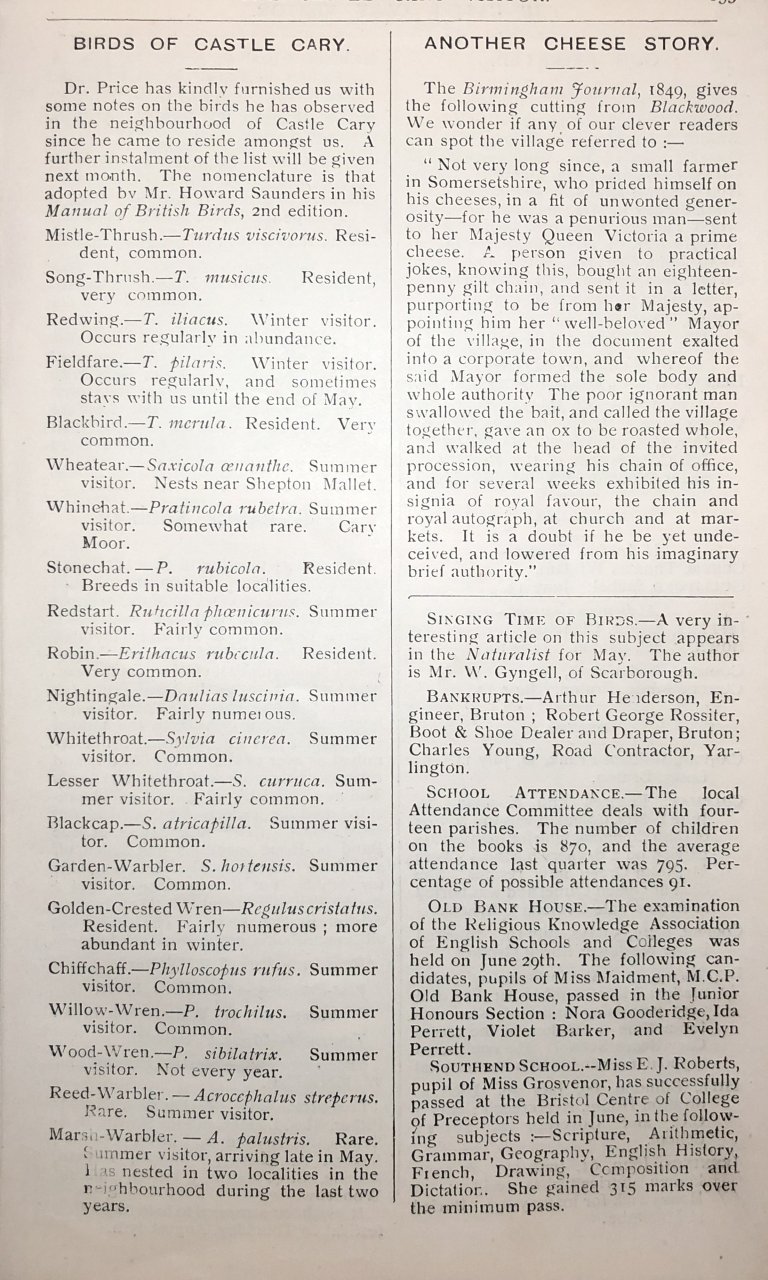 BIRDS OF CASTLE CARY.
Dr. Price has kindly furnished us with
some notes on the birds he has observed
in the neighbourhood of Castle Cary
since he came to reside amongst us. A
further instalment of the list will be given
next month. The nomenclature is that
adopted by Mr. Howard Saunders in his
Manual of British Birds, 2nd edition.
Mistle-Thrush.—Turdus viscivorus. Resi-
dent, common.
Song-Thrush.—T. musicus. Resident,
very common.
Redwing.—T. iliacus. Winter visitor.
Occurs regularly in abundance.
Fieldfare.—T. pilaris. Winter visitor.
Occurs regularly, and sometimes
stays with us until the end of May.
Blackbird.—T. merula. Resident. Very
common.
Wheatear.—Saxicola œnanthe. Summer
visitor. Nests near Shepton Mallet.
Whinchat.—Pratincola rubetra. Summer
visitor. Somewhat rare. Cary
Moor.
Stonechat.—P. rubicola. Resident.
Breeds in suitable localities.
Redstart. Ruticilla phœnicurus. Summer
visitor. Fairly common.
Robin.—Erithacus rubecula. Resident.
Very common.
Nightingale.—Daulias luscinia. Summer
visitor. Fairly numerous.
Whitethroat.—Sylvia cinerea. Summer
visitor. Common.
Lesser Whitethroat.—S. curruca. Sum-
mer visitor. Fairly common.
Blackcap.—S. atricapilla. Summer visi-
tor. Common.
Garden-Warbler. S. hortensis. Summer
visitor. Common.
Golden-Crested Wren—Regulus cristatus.
Resident. Fairly numerous ; more
abundant in winter.
Chiffchaff.—Phylloscopus rufus. Summer
visitor. Common.
Willow-Wren.—P. trochilus. Summer
visitor. Common.
Wood-Wren.—P. sibilatrix. Summer
visitor. Not every year.
Reed-Warbler.—Acrocephalus streperus.
Rare. Summer visitor.
Marsh-Warbler.—A. palustris. Rare.
Summer visitor, arriving late in May.
Has nested in two localities in the
neighbourhood during the last two
years.
ANOTHER CHEESE STORY.
The Birmingham Journal, 1849, gives
the following cutting from Blackwood.
We wonder if any of our clever readers
can spot the village referred to :—
“ Not very long since, a small farmer
in Somersetshire, who prided himself on
his cheeses, in a fit of unwonted gener-
osity—for he was a penurious man—sent
to her Majesty Queen Victoria a prime
cheese. A person given to practical
jokes, knowing this, bought an eighteen-
penny gilt chain, and sent it in a letter,
purporting to be from her Majesty, ap-
pointing him her “ well-beloved ” Mayor
of the village, in the document exalted
into a corporate town, and whereof the
said Mayor formed the sole body and
whole authority The poor ignorant man
swallowed the bait, and called the village
together, gave an ox to be roasted whole,
and walked at the head of the invited
procession, wearing his chain of office,
and for several weeks exhibited his in-
signia of royal favour, the chain and
royal autograph, at church and at mar-
kets. It is a doubt if he be yet unde-
ceived, and lowered from his imaginary
brief authority.”
SINGING TIME OF BIRDS.—A very in-
teresting article on this subject appears
in the Naturalist for May. The author
is Mr. W. Gyngell, of Scarborough.
BANKRUPTS.—Arthur Henderson, En-
gineer, Bruton ; Robert George Rossiter,
Boot & Shoe Dealer and Draper, Bruton;
Charles Young, Road Contractor, Yar-
lington.
SCHOOL ATTENDANCE.—The local
Attendance Committee deals with four-
teen parishes. The number of children
on the books is 870, and the average
attendance last quarter was 795. Per-
centage of possible attendances 91.
OLD BANK HOUSE.—The examination
of the Religious Knowledge Association
of English Schools and Colleges was
held on June 29th. The following can-
didates, pupils of Miss Maidment, M.C.P.
Old Bank House, passed in the Junior
Honours Section : Nora Gooderidge, Ida
Perrett, Violet Barker, and Evelyn
Perrett.
SOUTHEND SCHOOL.--Miss E. J. Roberts,
pupil of Miss Grosvenor, has successfully
passed at the Bristol Centre of College
of Preceptors held in June, in the follow-
ing subjects :—Scripture, Arithmetic,
Grammar, Geography, English History,
French, Drawing, Composition and
Dictation. She gained 315 marks over
the minimum pass.